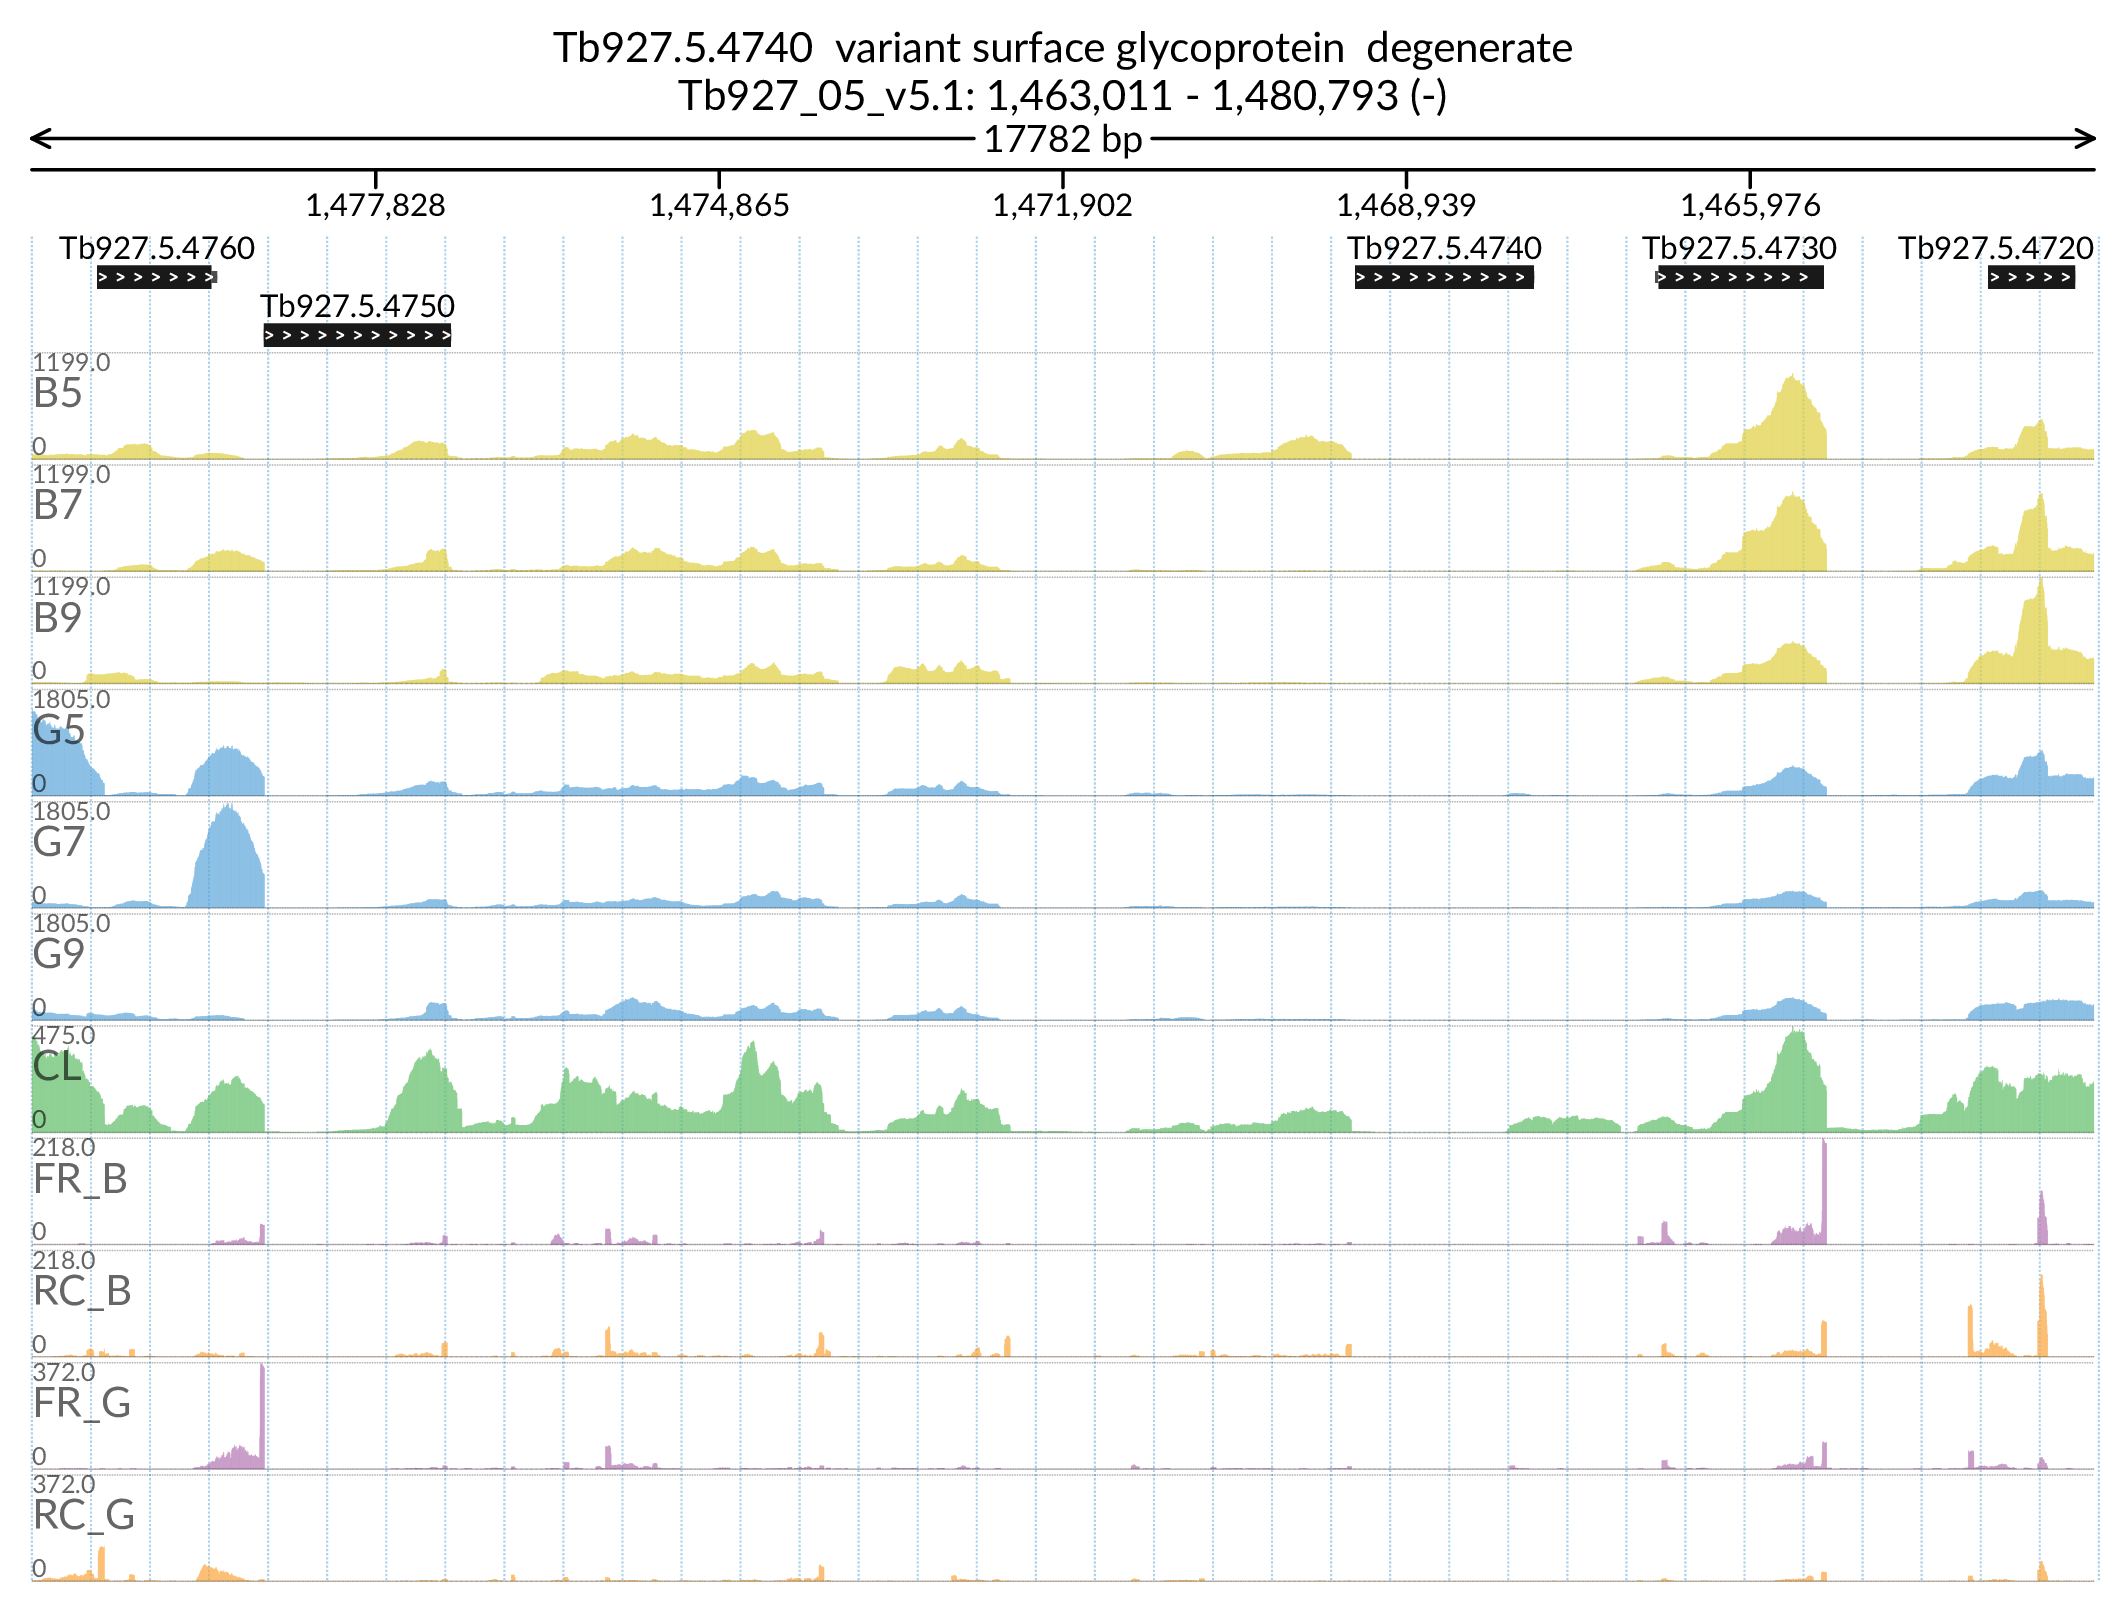 Tb927.5.4740  variant surface glycoprotein  degenerate
Tb927_05_v5.1: 1,463,011 - 1,480,793 (-)
17782 bp
1,477,828 1,474,865 1,471,902 1,468,939 1,465,976
Tb927.5.4760 Tb927.5.4740 Tb927.5.4730 Tb927.5.4720
Tb927.5.4750
1199.0
B5
0
1199.0
B7
0
1199.0
B9
0
1805.0
G5
0
1805.0
G7
0
1805.0
G9
0
475.0
CL
0
218.0
FR_B
0
218.0
RC_B
0
372.0
FR_G
0
372.0
RC_G
0